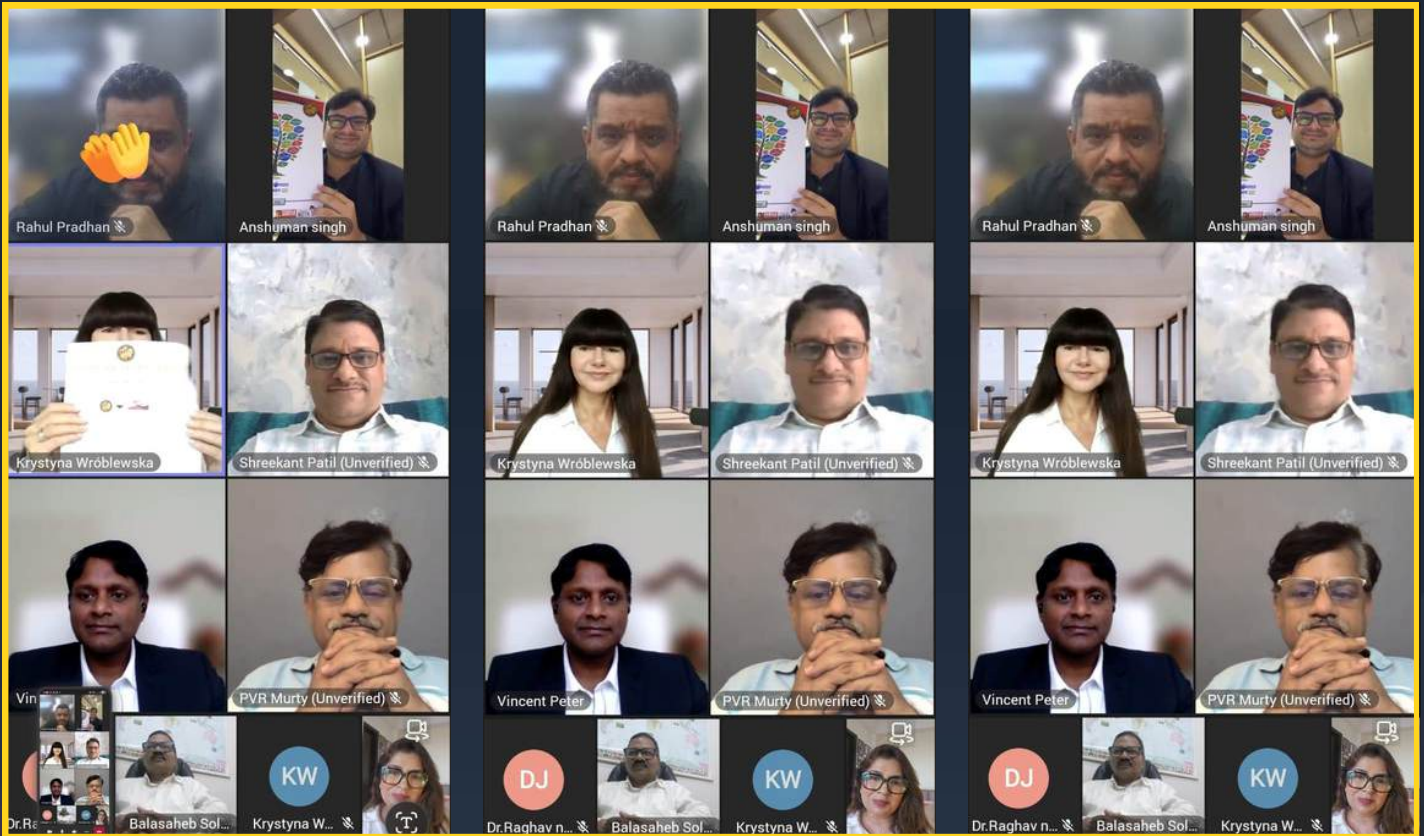 Rahul Pradhan
Anshuman singh
Rahul Pradhan
Anshuman singh
Rahul Pradhan
Anshuman singh
Krystyna Wróblewska
Shreekant Patil (Unverified)
Krystyna Wróblewska
Shreekant Patil (Unverified)
Krystyna Wróblewska
Shreekant Patil (Unverified)
Vin
PVR Murty (Unverified)
Vincent Peter
PVR Murty (Unverified)
Vincent Peter
PVR Murty (Unverified)
KW
DJ
KW
DJ
KW
Dr.Ra
Balasaheb Sol...
Krystyna W...
Dr.Raghav n...
Balasaheb Sol...
Krystyna W...
Dr.Raghav n...
Balasaheb Sol...
Krystyna W...